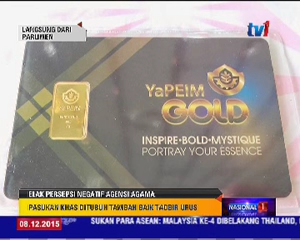 LANGSUNG DARI
PARLIMEN
tv1
YaPEIM
GOLD
INSPIRE•BOLD•MYSTIQUE
PORTRAY YOUR ESSENCE
ELAK PERSEPSI NEGATIF AGENSI AGAMA
PASUKAN KHAS DITUBUH TAMBAH BAIK TADBIR URUS
NASIONAL
08.12.2015
SUKAN PARA ASEAN: MALAYSIA KE-4 DIBELAKANG THAILAND,